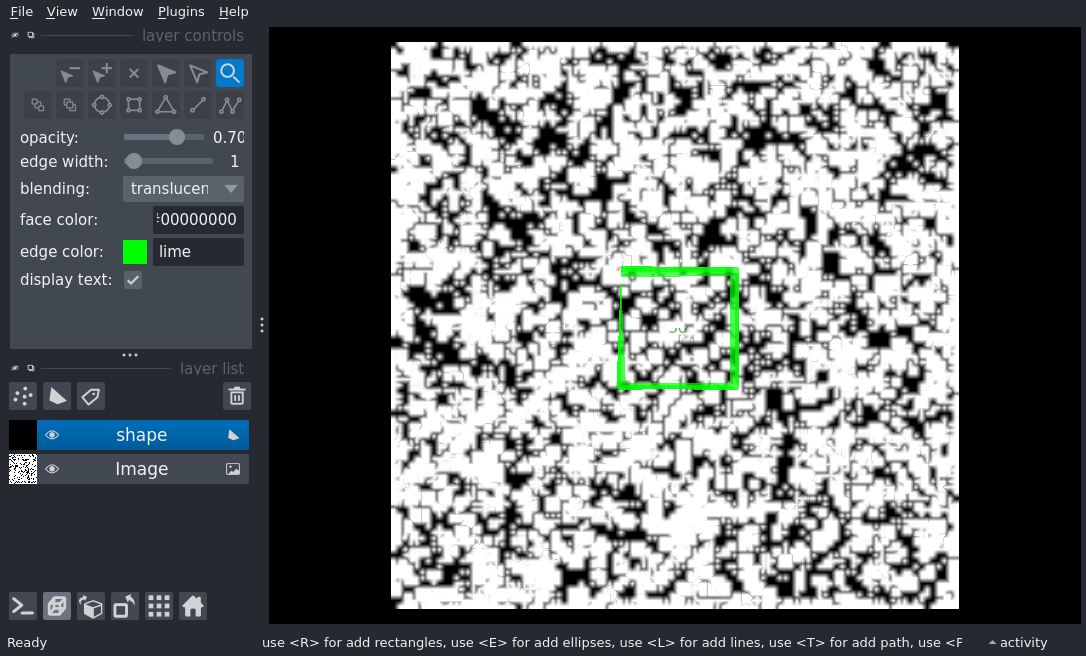 File View Window Plugins Help
layer controls
opacity: 0.70
edge width: 1
blending: translucen
face color: 00000000
edge color: lime
display text:
layer list
shape
Image
Ready use <R> for add rectangles, use <E> for add ellipses, use <L> for add lines, use <T> for add path, use <P activity